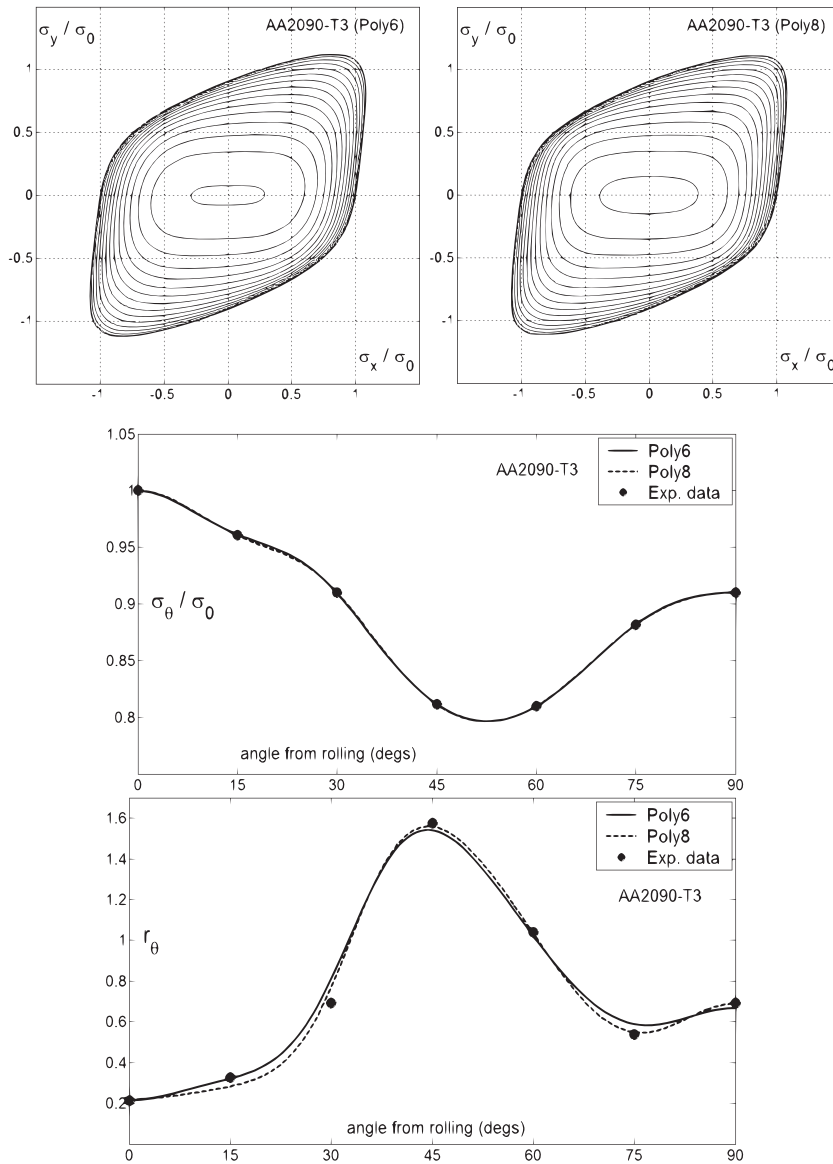 σy / σ0
AA2090-T3 (Poly6)
1
0.5
0
-0.5
-1
σx / σ0
-1
-0.5
0
0.5
1
σy / σ0
AA2090-T3 (Poly8)
1
0.5
0
-0.5
-1
σx / σ0
-1
-0.5
0
0.5
1
1.05
1
0.95
0.9
0.85
0.8
σθ / σ0
AA2090-T3
Poly6
Poly8
Exp. data
angle from rolling (degs)
0
15
30
45
60
75
90
1.6
1.4
1.2
1
0.8
0.6
0.4
0.2
rθ
Poly6
Poly8
Exp. data
AA2090-T3
angle from rolling (degs)
0
15
30
45
60
75
90